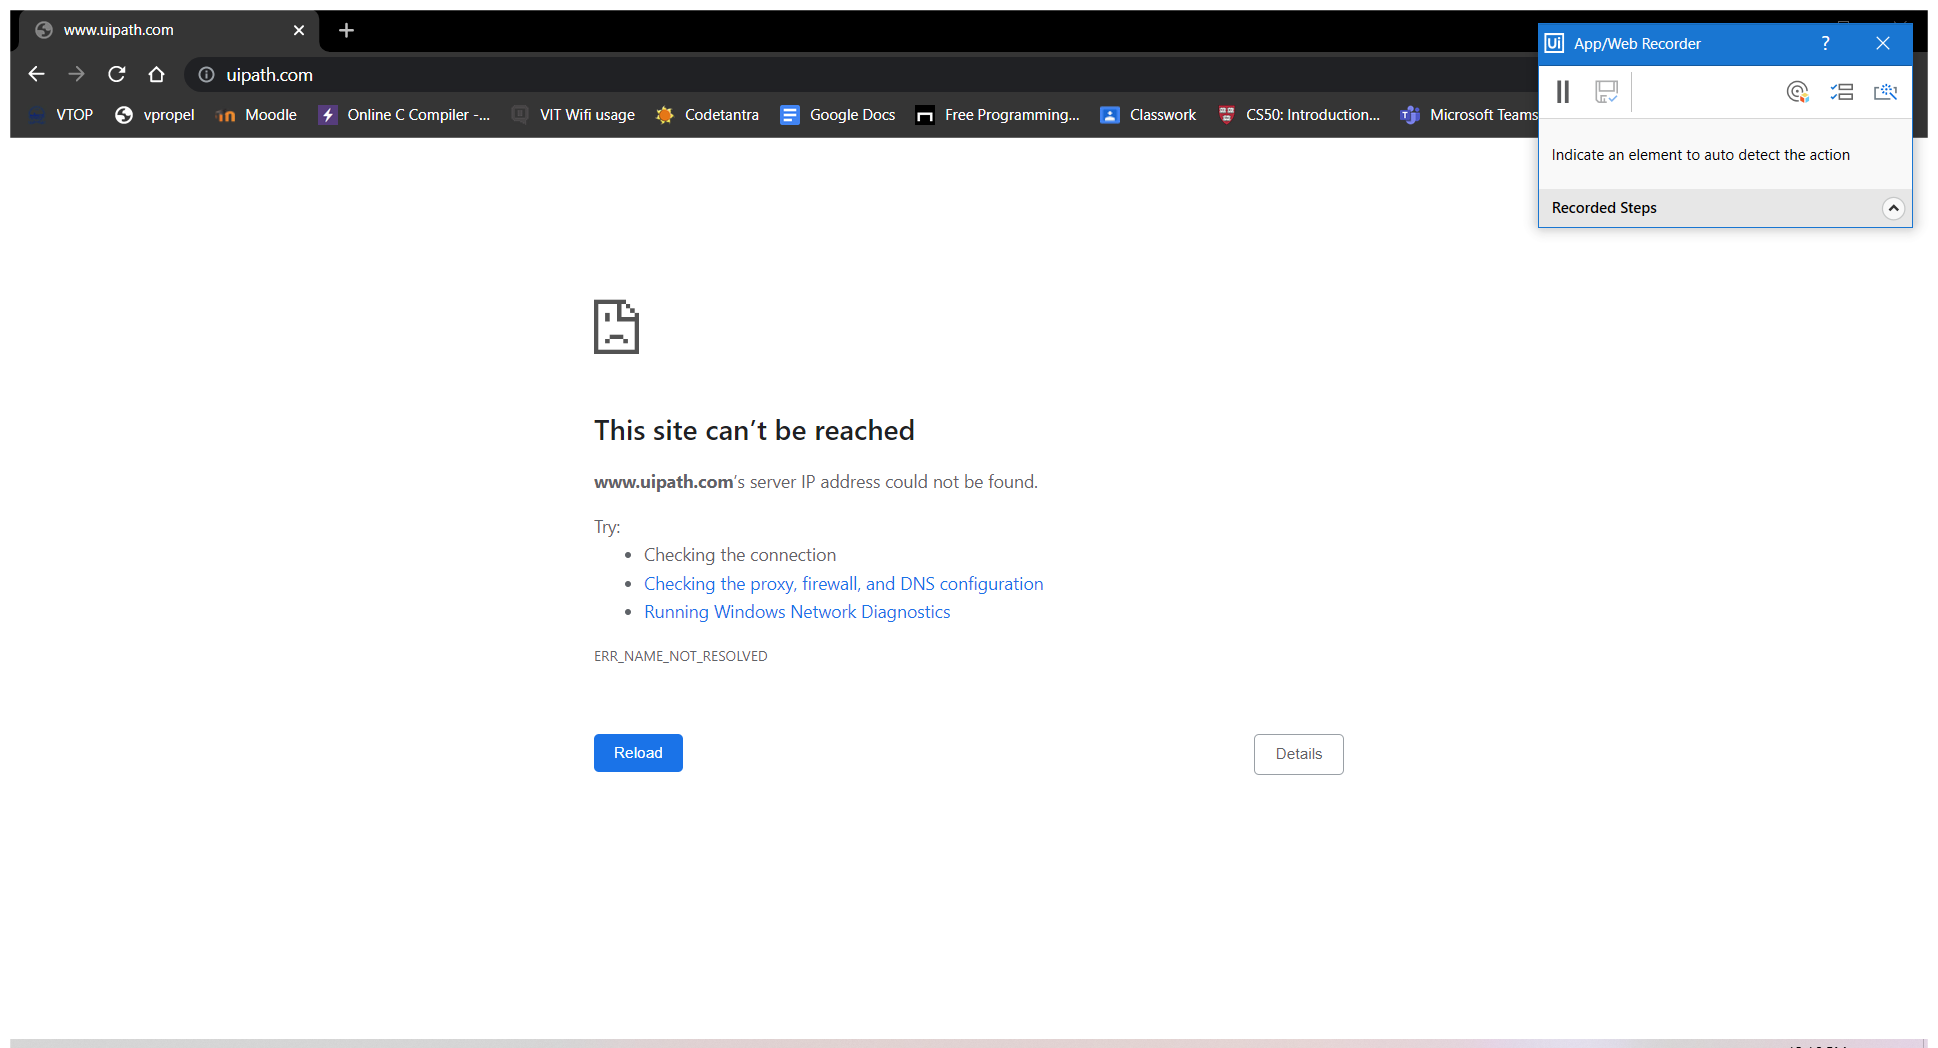 www.uipath.com
uipath.com
VTOP vpropel Moodle Online C Compiler -... VIT Wifi usage Codetantra Google Docs Free Programming... Classwork CS50: Introduction... Microsoft Teams
Ui App/Web Recorder ?
Indicate an element to auto detect the action
Recorded Steps
This site can’t be reached
www.uipath.com’s server IP address could not be found.
Try:
• Checking the connection
• Checking the proxy, firewall, and DNS configuration
• Running Windows Network Diagnostics
ERR_NAME_NOT_RESOLVED
Reload
Details